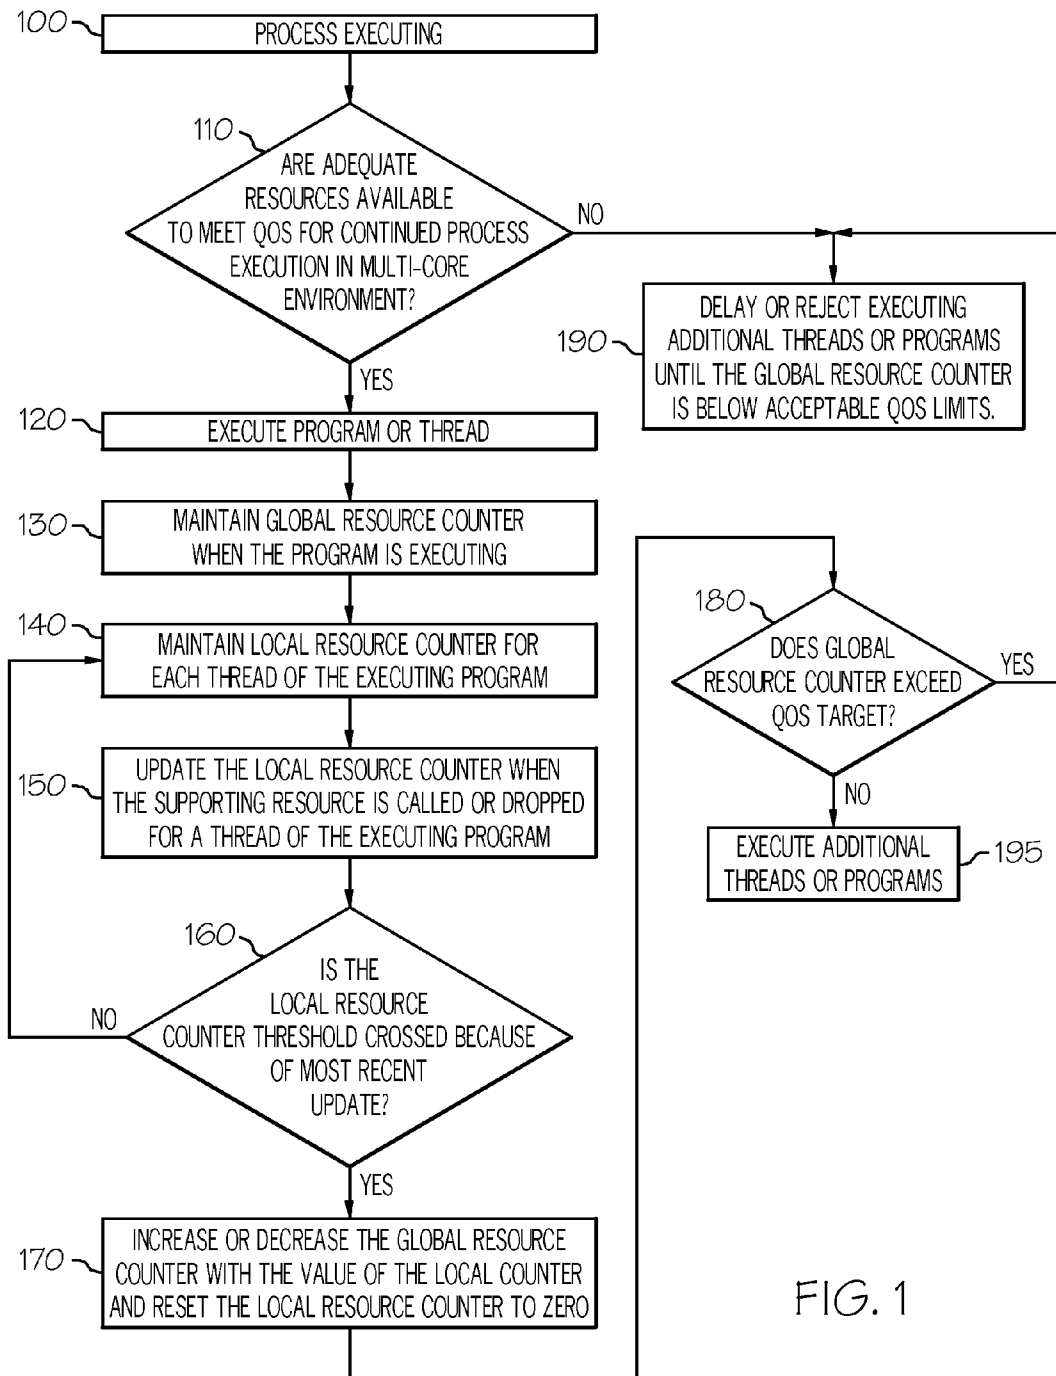 100
PROCESS EXECUTING
110
ARE ADEQUATE
RESOURCES AVAILABLE
TO MEET QOS FOR CONTINUED PROCESS
EXECUTION IN MULTI-CORE
ENVIRONMENT?
NO
YES
190
DELAY OR REJECT EXECUTING
ADDITIONAL THREADS OR PROGRAMS
UNTIL THE GLOBAL RESOURCE COUNTER
IS BELOW ACCEPTABLE QOS LIMITS.
120
EXECUTE PROGRAM OR THREAD
130
MAINTAIN GLOBAL RESOURCE COUNTER
WHEN THE PROGRAM IS EXECUTING
140
MAINTAIN LOCAL RESOURCE COUNTER FOR
EACH THREAD OF THE EXECUTING PROGRAM
150
UPDATE THE LOCAL RESOURCE COUNTER WHEN
THE SUPPORTING RESOURCE IS CALLED OR DROPPED
FOR A THREAD OF THE EXECUTING PROGRAM
160
IS THE
LOCAL RESOURCE
COUNTER THRESHOLD CROSSED BECAUSE
OF MOST RECENT
UPDATE?
NO
YES
170
INCREASE OR DECREASE THE GLOBAL RESOURCE
COUNTER WITH THE VALUE OF THE LOCAL COUNTER
AND RESET THE LOCAL RESOURCE COUNTER TO ZERO
180
DOES GLOBAL
RESOURCE COUNTER EXCEED
QOS TARGET?
YES
NO
EXECUTE ADDITIONAL
THREADS OR PROGRAMS
195
FIG. 1